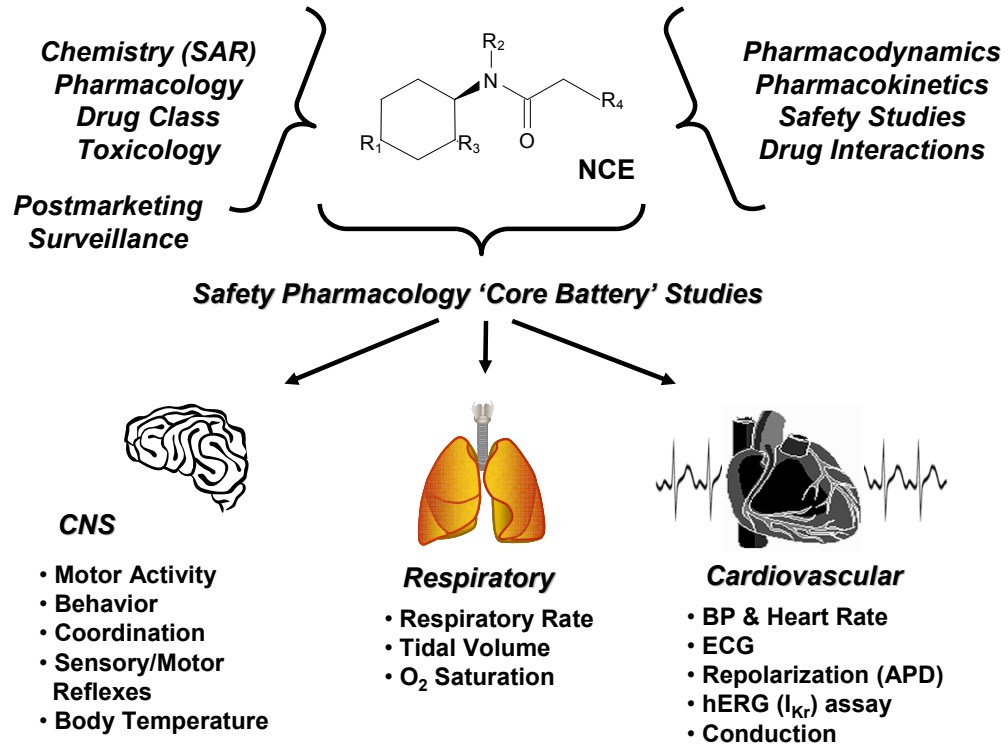 Chemistry (SAR)
Pharmacology
Drug Class
Toxicology
Postmarketing
Surveillance
R₂
N
R₄
O
R₁
R₃
NCE
Pharmacodynamics
Pharmacokinetics
Safety Studies
Drug Interactions
Safety Pharmacology ‘Core Battery’ Studies
CNS
• Motor Activity
• Behavior
• Coordination
• Sensory/Motor
Reflexes
• Body Temperature
Respiratory
• Respiratory Rate
• Tidal Volume
• O₂ Saturation
Cardiovascular
• BP & Heart Rate
• ECG
• Repolarization (APD)
• hERG (I_Kr) assay
• Conduction